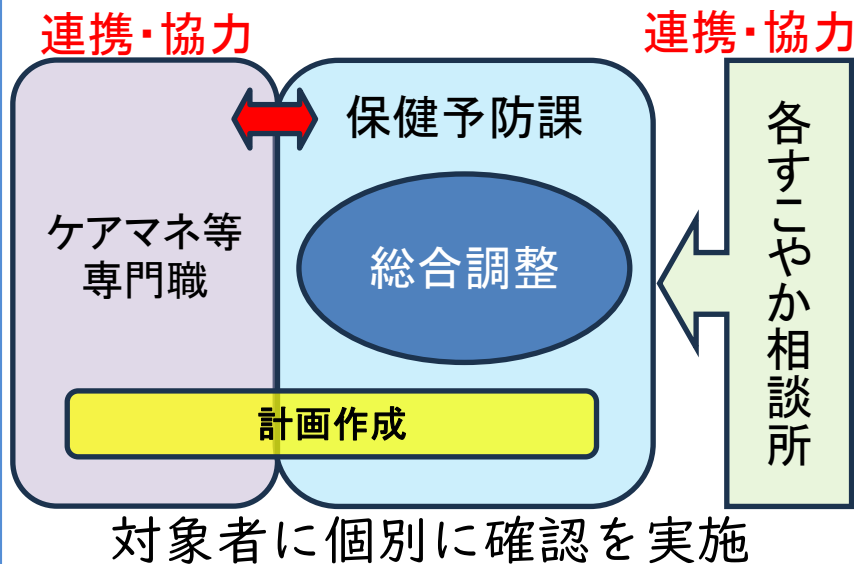 連携・協力
連携・協力
保健予防課
ケアマネ等
専門職
総合調整
各すこやか相談所
計画作成
対象者に個別に確認を実施